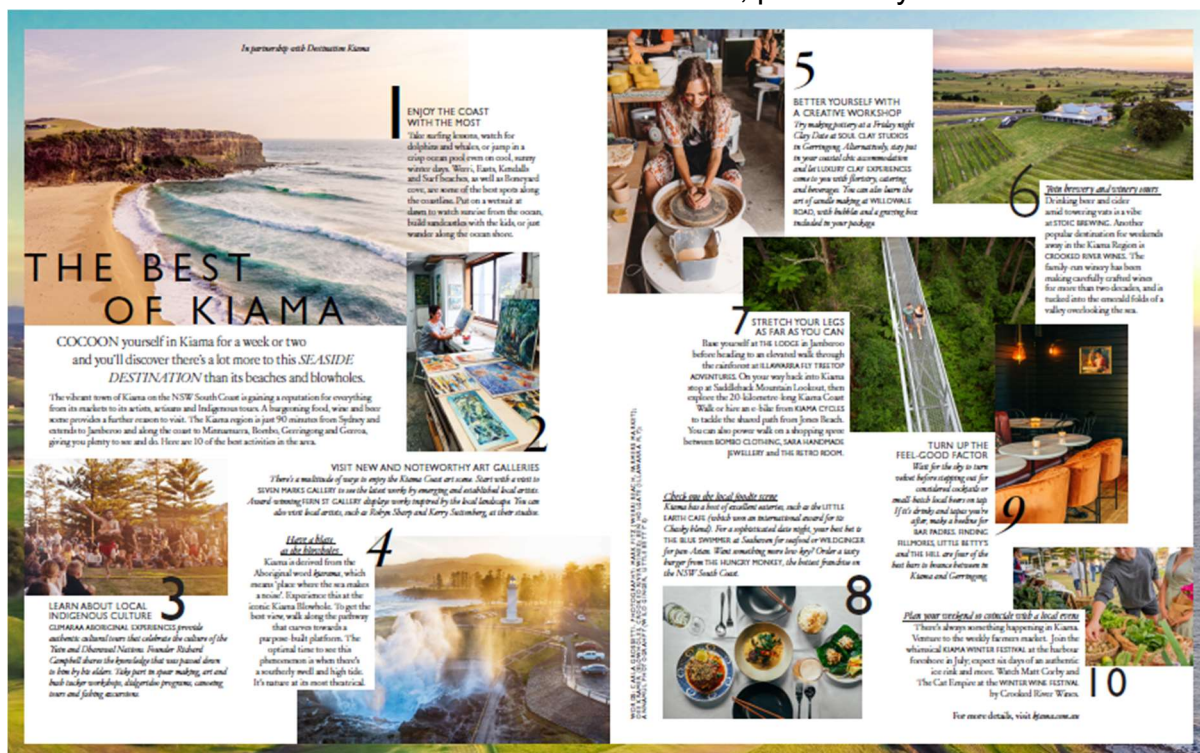 In partnership with Destination Kiama
THE BEST
OF KIAMA
COCOON yourself in Kiama for a week or two
and you'll discover there's a lot more to this SEASIDE
DESTINATION than its beaches and blowholes.
The vibrant town of Kiama on the NSW South Coast is gaining a reputation for everything
from its markets to its artists, artisans and Indigenous tours. A burgeoning food, wine and beer
scene provides a further reason to visit. The Kiama region is just 90 minutes from Sydney and
extends to Jamberoo and along the coast to Minnamurra, Bombo, Gerringong and Gerroa,
giving you plenty to see and do. Here are 10 of the best activities in the area.
1
ENJOY THE COAST
WITH THE MOST
Take surfing lessons, watch for
dolphins and whales, or jump in a
crisp ocean pool even on cool, sunny
winter days. Werri, Easts, Kendalls
and Surf beaches, as well as Boneyard
cove, are some of the best spots along
the coastline. Put on a wetsuit at
dawn to watch sunrise from the ocean,
build sandcastles with the kids, or just
wander along the ocean shore.
2
VISIT NEW AND NOTEWORTHY ART GALLERIES
There's a multitude of ways to enjoy the Kiama Coast art scene. Start with a visit to
SEVEN MARKS GALLERY to see the latest works by emerging and established local artists.
Award-winning FERN ST GALLERY displays works inspired by the local landscape. You can
also visit local artists, such as Robyn Sharp and Kerry at their studios.
3
LEARN ABOUT LOCAL
INDIGENOUS CULTURE
GUMARAA ABORIGINAL EXPERIENCES provide
authentic cultural tours that celebrate the culture of the
Yuin and Dharawal Nations. Founder Richard
Campbell shares the knowledge that was passed down
to him by his elders. Take part in spear making, art and
bush tucker workshops, didgeridoo programs, canoeing
tours and fishing excursions.
4
Have a blast
at the blowholes
Kiama is derived from the
Aboriginal word kiarama, which
means 'place where the sea makes
a noise'. Experience this at the
iconic Kiama Blowhole. To get the
best view, walk along the pathway
that curves towards a
purpose-built platform. The
optimal time to see this
phenomenon is when there's
a southerly swell and high tide.
It's nature at its most theatrical.
5
BETTER YOURSELF WITH
A CREATIVE WORKSHOP
Try making pottery at a Friday night
Clay Date at SOUL CLAY STUDIOS
in Gerringong. Alternatively, stay put
in your coastal chic accommodation
and let LUXURY CLAY EXPERIENCES
come to you with floristry, catering
and beverages. You can also learn the
art of candle making at WILLOWALE
ROAD, with bubbles and a grazing box
included in your package.
6
Yoin brewery and winery tours
Drinking beer and cider
amid towering vats is a vibe
at STOIC BREWING. Another
popular destination for weekends
away in the Kiama Region is
CROOKED RIVER WINES. The
family-run winery has been
making carefully crafted wines
for more than two decades, and is
tucked into the emerald folds of a
valley overlooking the sea.
7
STRETCH YOUR LEGS
AS FAR AS YOU CAN
Base yourself at THE LODGE in Jamberoo
before heading to an elevated walk through
the rainforest at ILLAWARRA FLY TREETOP
ADVENTURES. On your way back into Kiama
stop at Saddleback Mountain Lookout, then
explore the 20-kilometre-long Kiama Coast
Walk or hire an e-bike from KIAMA CYCLES
to tackle the shared path from Jones Beach.
You can also power walk on a shopping spree
between BOMBO CLOTHING, SARA HANDMADE
JEWELLERY and THE RETRO ROOM.
Check out the local foodie scene
Kiama has a host of excellent eateries, such as the LITTLE
EARTH CAFE (which won an international award for its
Chocky blend). For a sophisticated date night, your best bet is
THE BLUE SWIMMER at Seahaven for seafood or WILDGINGER
for pan-Asian. Want something more low-key? Order a tasty
burger from THE HUNGRY MONKEY, the hottest franchise on
the NSW South Coast.
8
TURN UP THE
FEEL-GOOD FACTOR
Wait for the sky to turn
velvet before stepping out for
considered cocktails or
small-batch local beers on tap.
If it's drinks and tapas you're
after, make a beeline for
BAR PADRES. FINDING
FILLMORES, LITTLE BETTY'S
and THE HILL are four of the
best bars to bounce between in
Kiama and Gerringong.
9
Plan your weekend to coincide with a local event
There's always something happening in Kiama.
Venture to the weekly farmers market. Join the
whimsical KIAMA WINTER FESTIVAL at the harbour
foreshore in July; expect six days of an authentic
ice rink and more. Watch Matt Corby and
The Cat Empire at the WINTER WINE FESTIVAL
by Crooked River Wines.
10
For more details, visit kiama.com.au